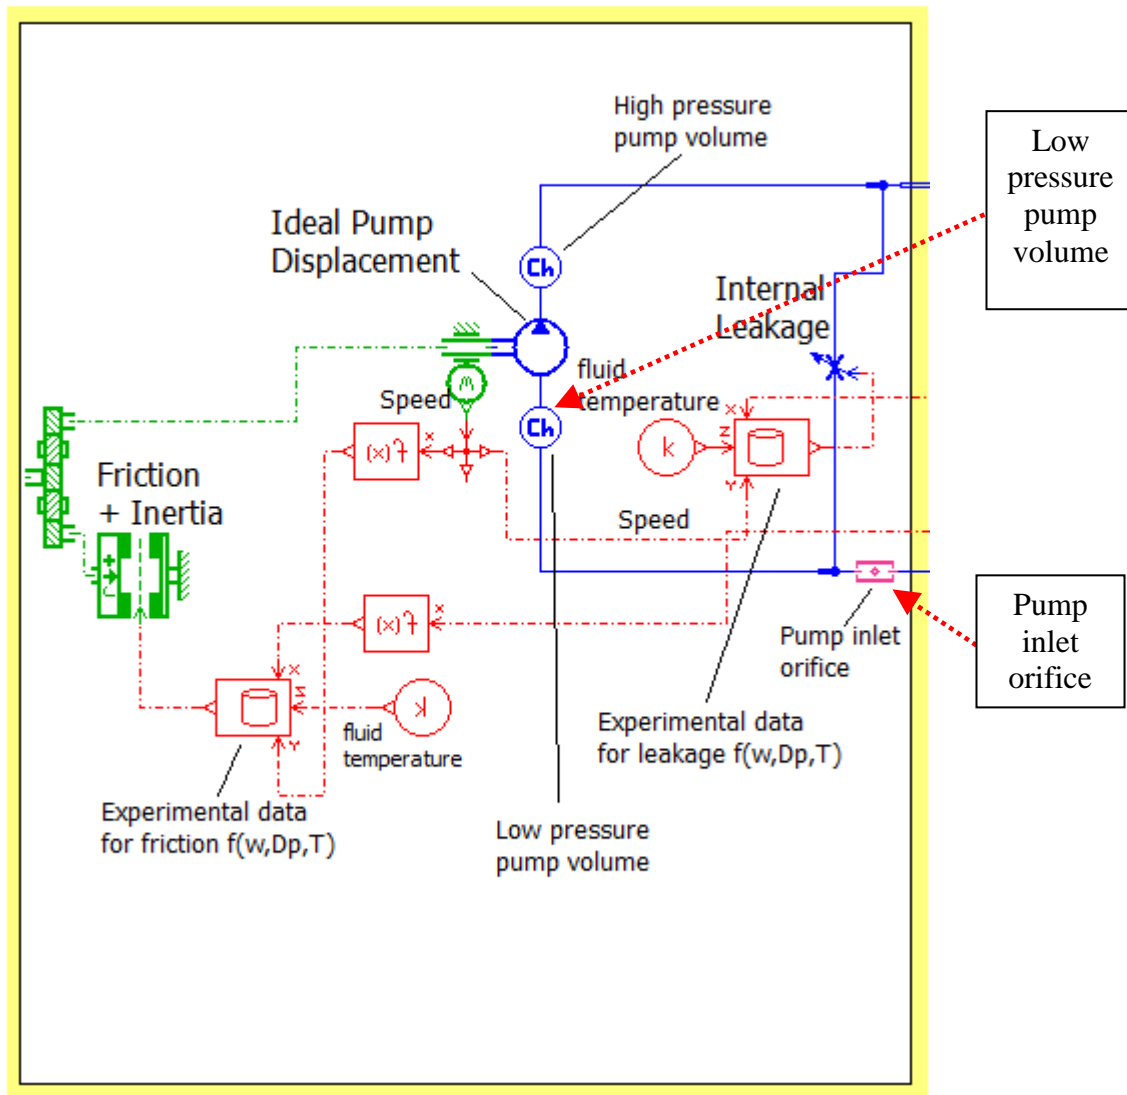 High pressure
pump volume
Low
pressure
pump
volume
Ideal Pump
Displacement
Ch
Internal
Leakage
fluid
temperature
Speed
Ch
x
f(x)
k
X
Z
Y
Friction
+ Inertia
Speed
J
x
f(x)
Pump inlet
orifice
Pump
inlet
orifice
X
Z
Y
k
fluid
temperature
Experimental data
for leakage f(w,Dp,T)
Experimental data
for friction f(w,Dp,T)
Low pressure
pump volume